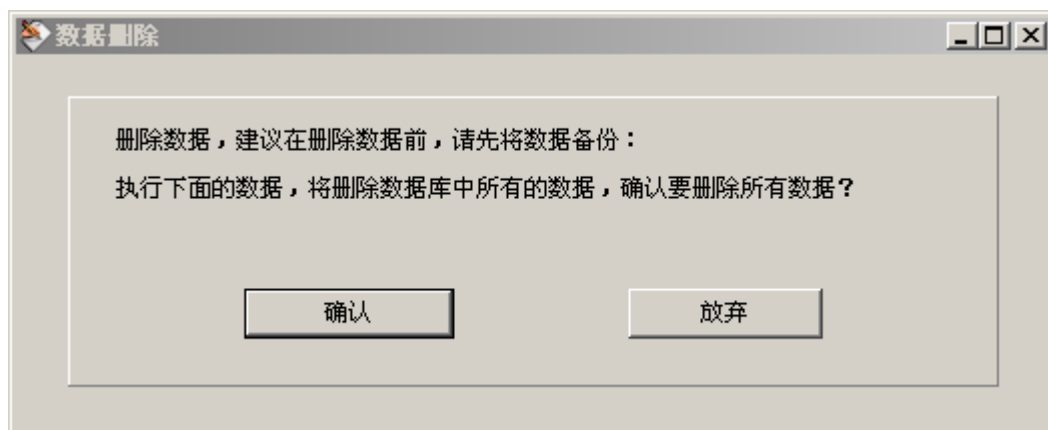 数据删除
删除数据，建议在删除数据前，请先将数据备份：
执行下面的数据，将删除数据库中所有的数据，确认要删除所有数据？
确认
放弃